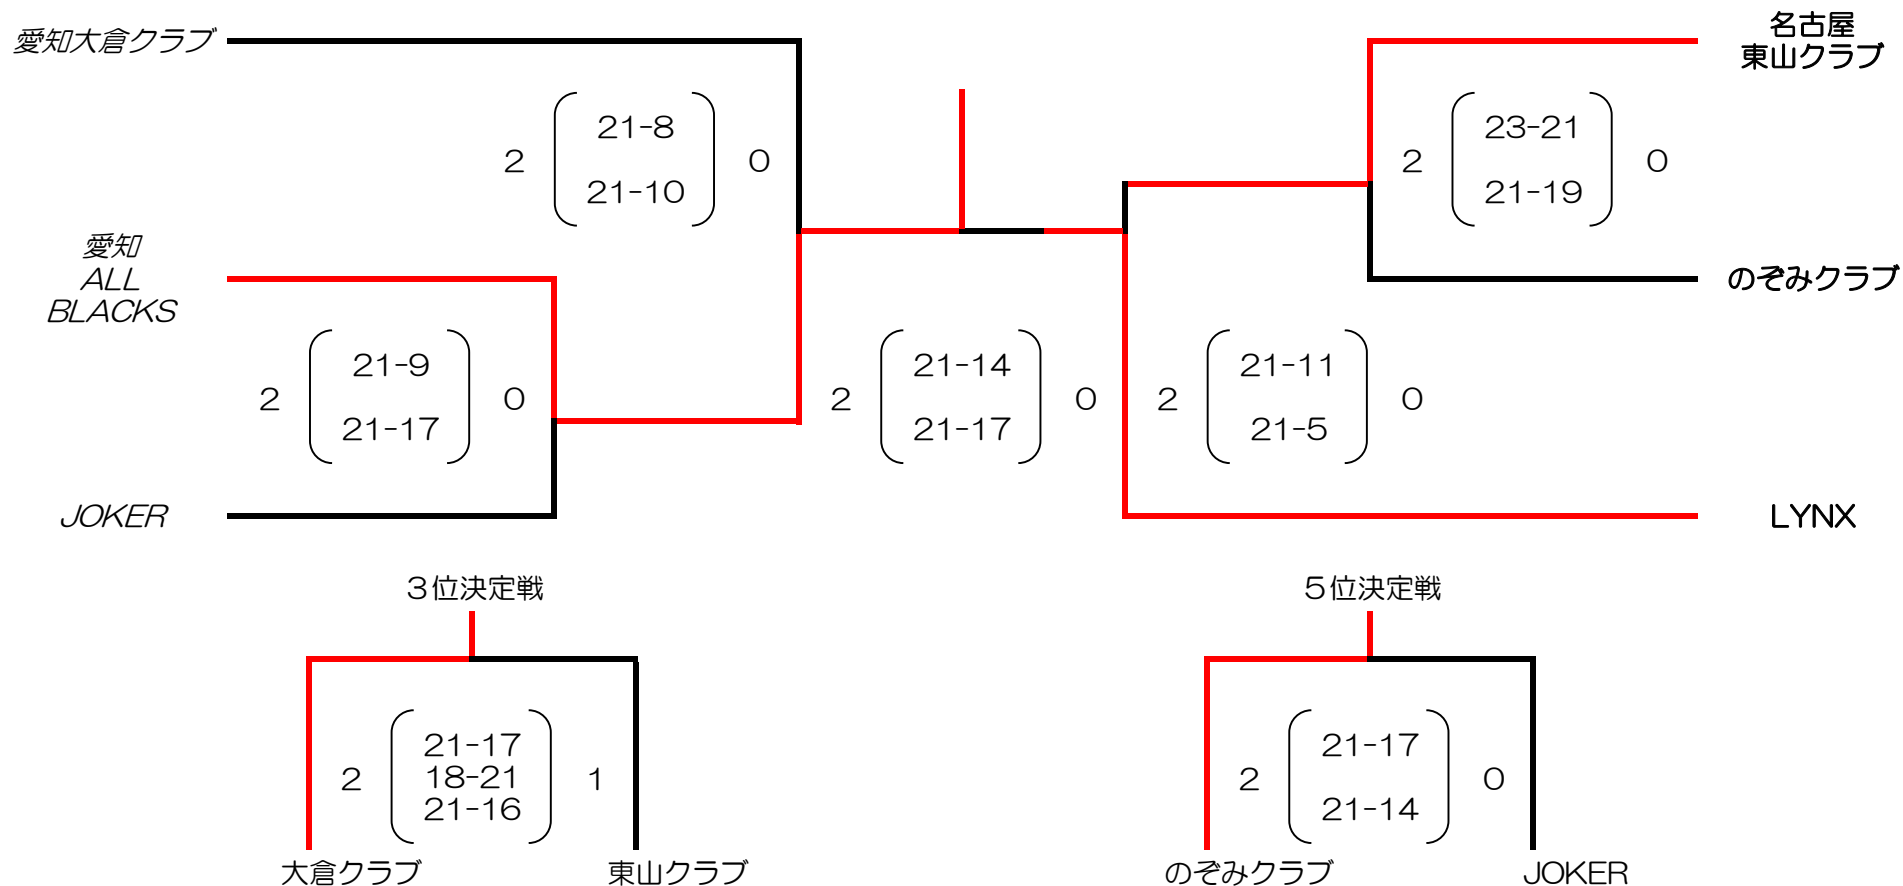 愛知大倉クラブ
名古屋
東山クラブ
21-8
2 0
21-10
23-21
2 0
21-19
愛知
ALL
BLACKS
のぞみクラブ
21-9
2 0
21-17
21-14
2 0
21-17
21-11
2 0
21-5
JOKER
LYNX
３位決定戦
５位決定戦
21-17
2 18-21 1
21-16
21-17
2 0
21-14
大倉クラブ 東山クラブ
のぞみクラブ JOKER